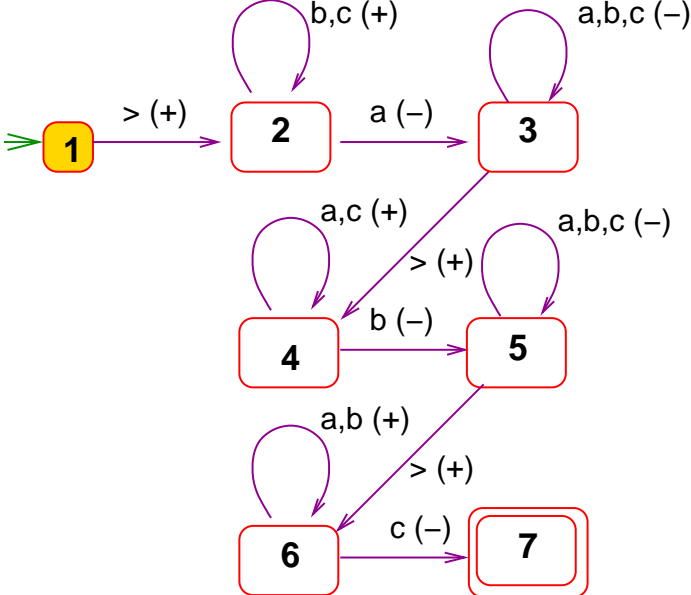 b,c (+)
a,b,c (–)
> (+)
a (–)
1
2
3
a,c (+)
a,b,c (–)
> (+)
b (–)
4
5
a,b (+)
> (+)
c (–)
6
7